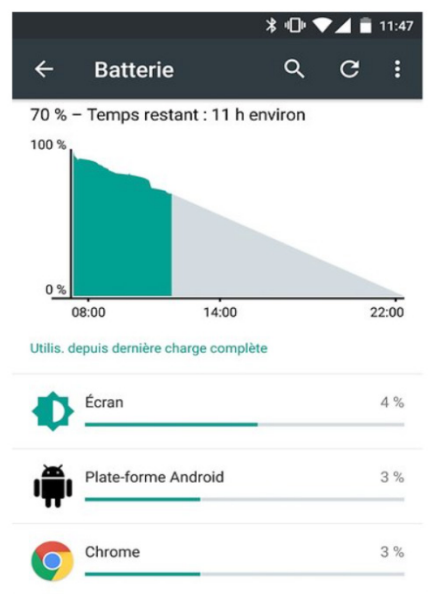 11:47
Batterie
70 % – Temps restant : 11 h environ
100 %
0 %
08:00 14:00 22:00
Utilis. depuis dernière charge complète
Écran 4 %
Plate-forme Android 3 %
Chrome 3 %